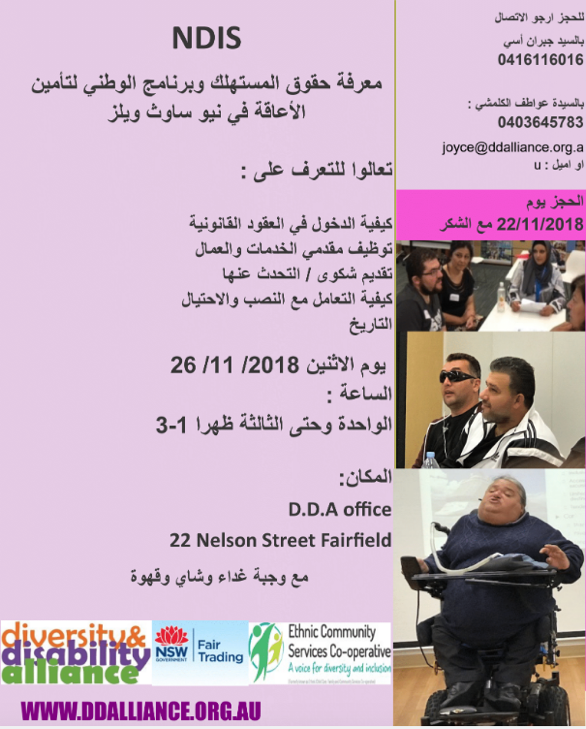 NDIS
معرفة حقوق المستهلك وبرنامج الوطني لتأمين
الأعاقة في نيو ساوث ويلز
تعالوا للتعرف على :
كيفية الدخول في العقود القانونية
توظيف مقدمي الخدمات والعمال
تقديم شكوى / التحدث عنها
كيفية التعامل مع النصب والاحتيال
التاريخ
يوم الاثنين 26 /11 /2018
الساعة :
الواحدة وحتى الثالثة ظهرا 1-3
المكان:
D.D.A office
22 Nelson Street Fairfield
مع وجبة غداء وشاي وقهوة
للحجز ارجو الاتصال
بالسيد جبران أسي
0416116016
بالسيدة عواطف الكلمشي :
0403645783
joyce@ddalliance.org.a
او اميل : u
الحجز يوم
22/11/2018 مع الشكر
diversity&
disability
alliance
NSW
GOVERNMENT
Fair
Trading
Ethnic Community
Services Co-operative
A voice for diversity and inclusion
WWW.DDALLIANCE.ORG.AU